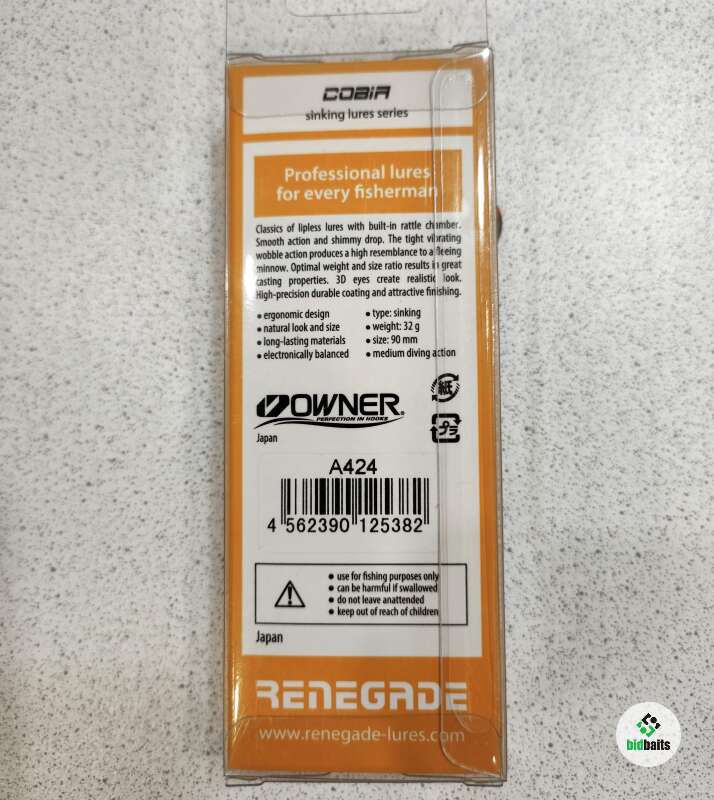 COBIA
sinking lures series
Professional lures
for every fisherman
Classics of lipless lures with built-in rattle chamber.
Smooth action and shimmy drop. The tight vibrating
wobble action produces a high resemblance to a fleeing
minnow. Optimal weight and size ratio results in great
casting properties. 3D eyes create realistic look.
High-precision durable coating and attractive finishing.
• ergonomic design
• natural look and size
• long-lasting materials
• electronically balanced
• type: sinking
• weight: 32 g
• size: 90 mm
• medium diving action
OWNER®
PERFECTION IN HOOKS
紙
プラ
Japan
A424
4 562390 125382
• use for fishing purposes only
• can be harmful if swallowed
• do not leave anattended
• keep out of reach of children
Japan
RENEGADE
www.renegade-lures.com
bidbaits